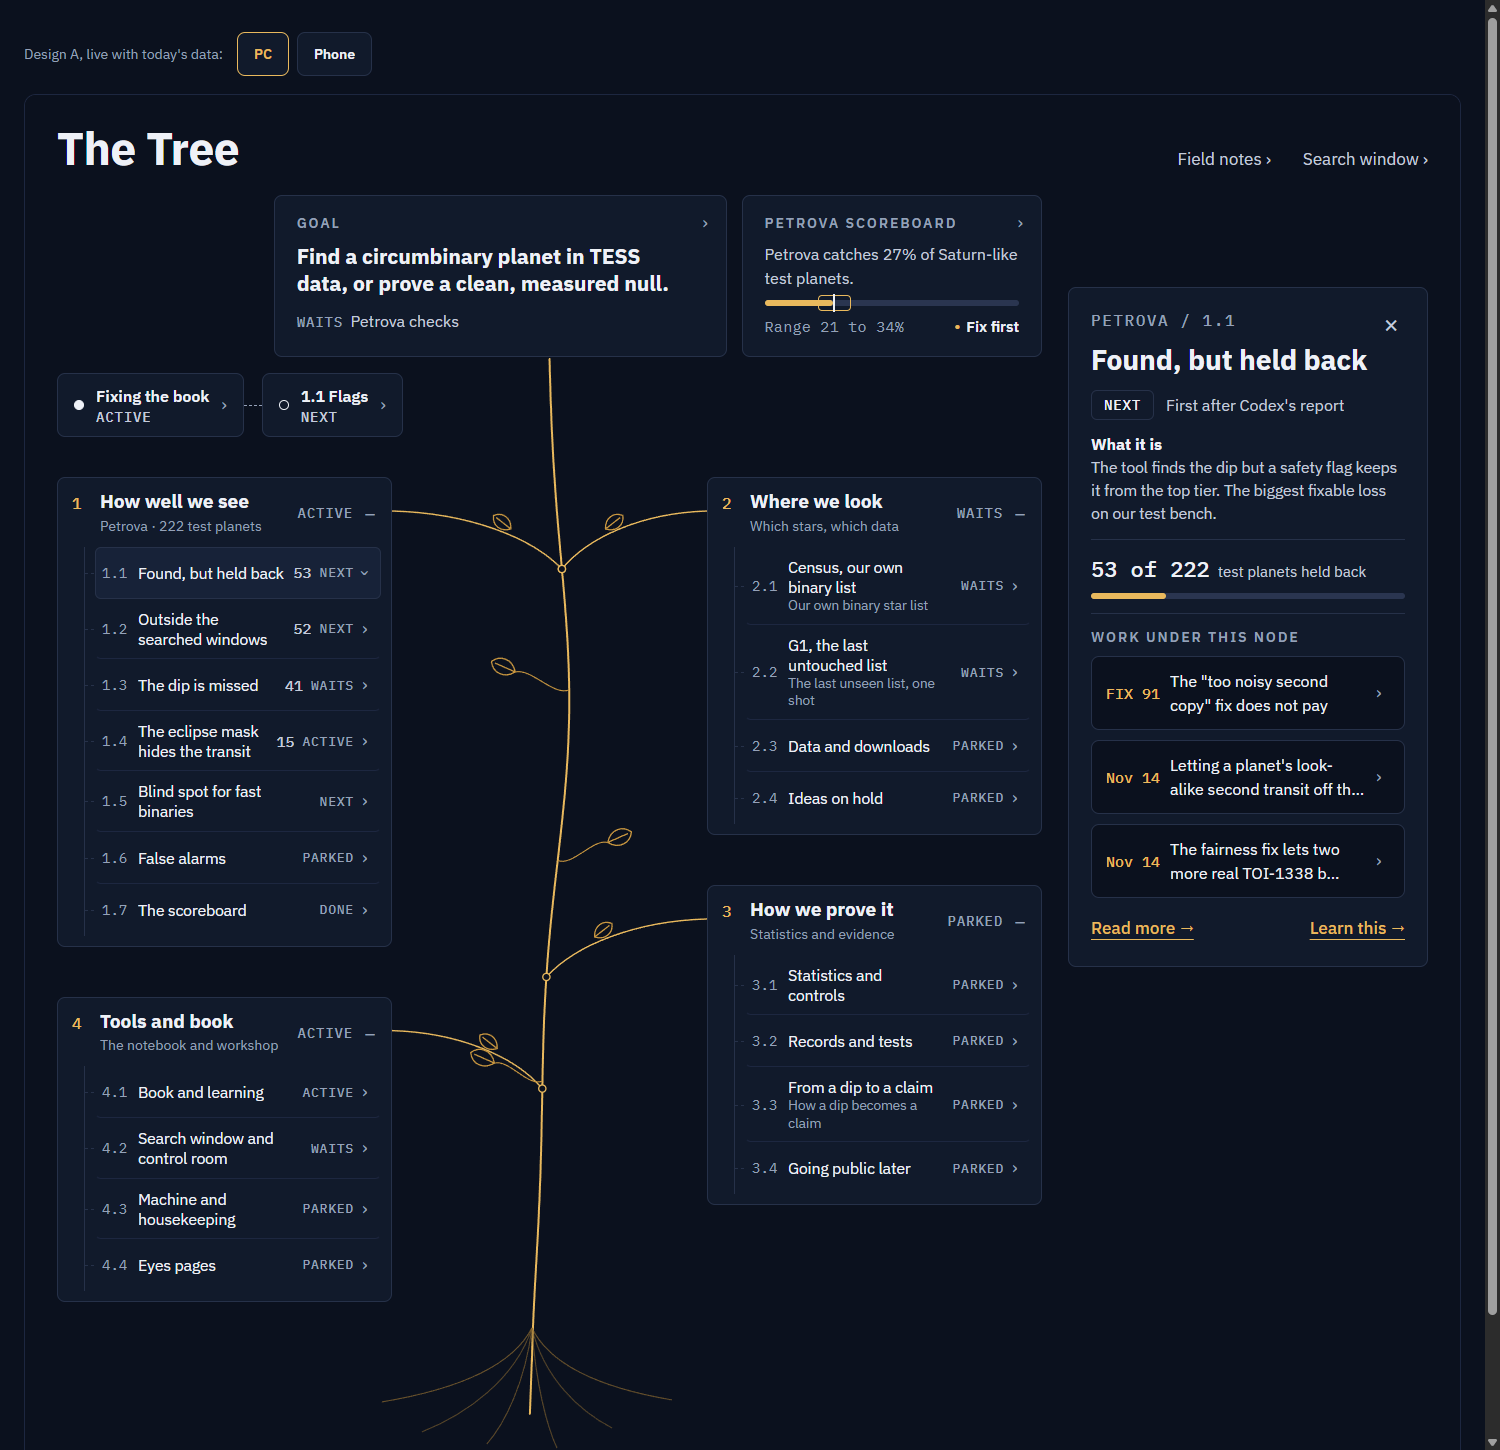 Design A, live with today's data:
PC
Phone
The Tree
Field notes ›
Search window ›
GOAL ›
Find a circumbinary planet in TESS
data, or prove a clean, measured null.
WAITS Petrova checks
PETROVA SCOREBOARD ›
Petrova catches 27% of Saturn-like
test planets.
Range 21 to 34%
• Fix first
Fixing the book ›
ACTIVE
1.1 Flags ›
NEXT
1 How well we see ACTIVE –
Petrova · 222 test planets
1.1 Found, but held back 53 NEXT
1.2 Outside the
searched windows 52 NEXT ›
1.3 The dip is missed 41 WAITS ›
1.4 The eclipse mask
hides the transit 15 ACTIVE ›
1.5 Blind spot for fast
binaries NEXT ›
1.6 False alarms PARKED ›
1.7 The scoreboard DONE ›
2 Where we look WAITS –
Which stars, which data
2.1 Census, our own
binary list WAITS ›
Our own binary star list
2.2 G1, the last
untouched list WAITS ›
The last unseen list, one
shot
2.3 Data and downloads PARKED ›
2.4 Ideas on hold PARKED ›
3 How we prove it PARKED –
Statistics and evidence
3.1 Statistics and
controls PARKED ›
3.2 Records and tests PARKED ›
3.3 From a dip to a claim PARKED ›
How a dip becomes a
claim
3.4 Going public later PARKED ›
4 Tools and book ACTIVE –
The notebook and workshop
4.1 Book and learning ACTIVE ›
4.2 Search window and
control room WAITS ›
4.3 Machine and
housekeeping PARKED ›
4.4 Eyes pages PARKED ›
PETROVA / 1.1 ✕
Found, but held back
NEXT First after Codex's report
What it is
The tool finds the dip but a safety flag keeps
it from the top tier. The biggest fixable loss
on our test bench.
53 of 222 test planets held back
WORK UNDER THIS NODE
FIX 91 The "too noisy second
copy" fix does not pay ›
Nov 14 Letting a planet's look-
alike second transit off th... ›
Nov 14 The fairness fix lets two
more real TOI-1338 b... ›
Read more →
Learn this →